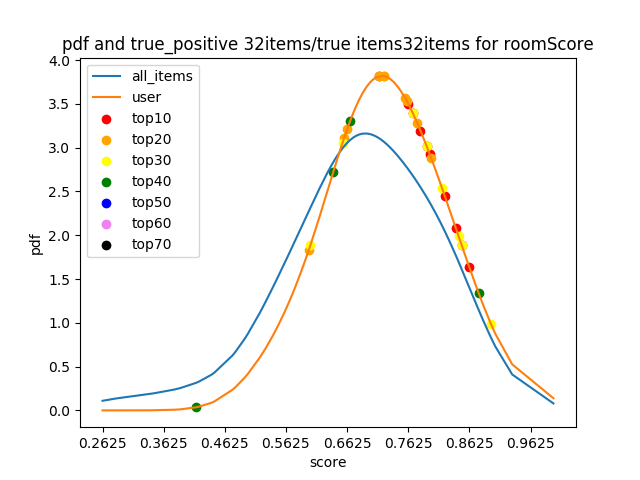 pdf and true_positive 32items/true items32items for roomScore
all_items
user
top10
top20
top30
top40
top50
top60
top70
pdf
4.0
3.5
3.0
2.5
2.0
1.5
1.0
0.5
0.0
0.2625 0.3625 0.4625 0.5625 0.6625 0.7625 0.8625 0.9625
score